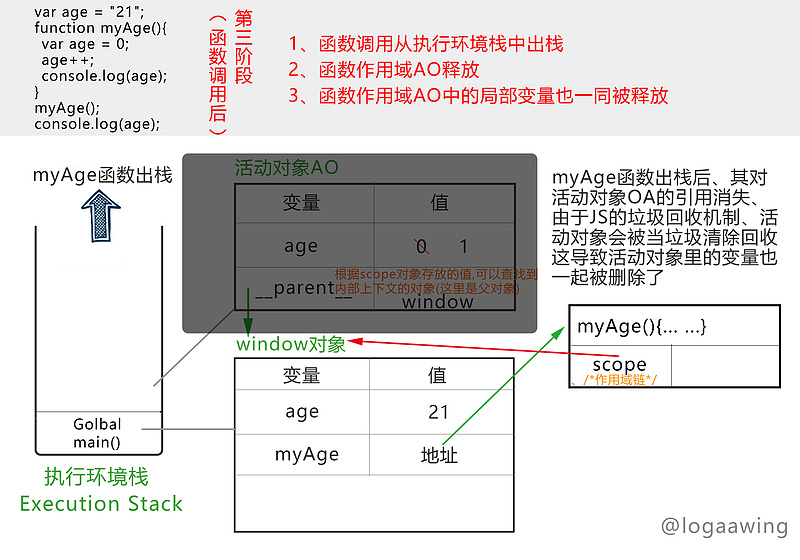 var age = "21";
function myAge(){
var age = 0;
age++;
console.log(age);
}
myAge();
console.log(age);
第三阶段
（函数调用后）
1、函数调用从执行环境栈中出栈
2、函数作用域AO释放
3、函数作用域AO中的局部变量也一同被释放
myAge函数出栈
Golbal
main()
执行环境栈
Execution Stack
活动对象AO
变量 值
age 0 1
根据scope对象存放的值,可以查找到
内部上下文的对象(这里是父对象)
__parent__ window
window对象
变量 值
age 21
myAge 地址
myAge函数出栈后、其对
活动对象OA的引用消失、
由于JS的垃圾回收机制、活
动对象会被当垃圾清除回收
这导致活动对象里的变量也
一起被删除了
myAge(){... ...}
scope
、/*作用域链*/
@logaawing